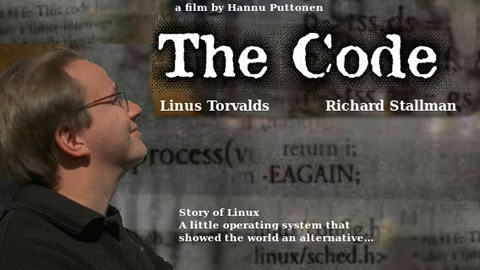 a film by Hannu Puttonen
The Code
Linus Torvalds Richard Stallman
process(v
return i;
-EAGAIN;
Story of Linux
A little operating system that
showed the world an alternative...
linux/sched.h>